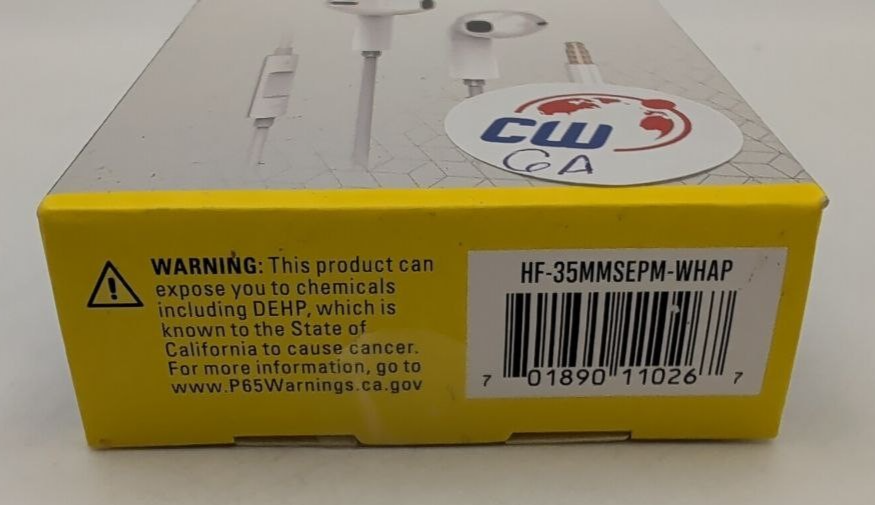 CW
GA
WARNING: This product can
expose you to chemicals
including DEHP, which is
known to the State of
California to cause cancer.
For more information, go to
www.P65Warnings.ca.gov
HF-35MMSEPM-WHAP
7 01890 11026 7